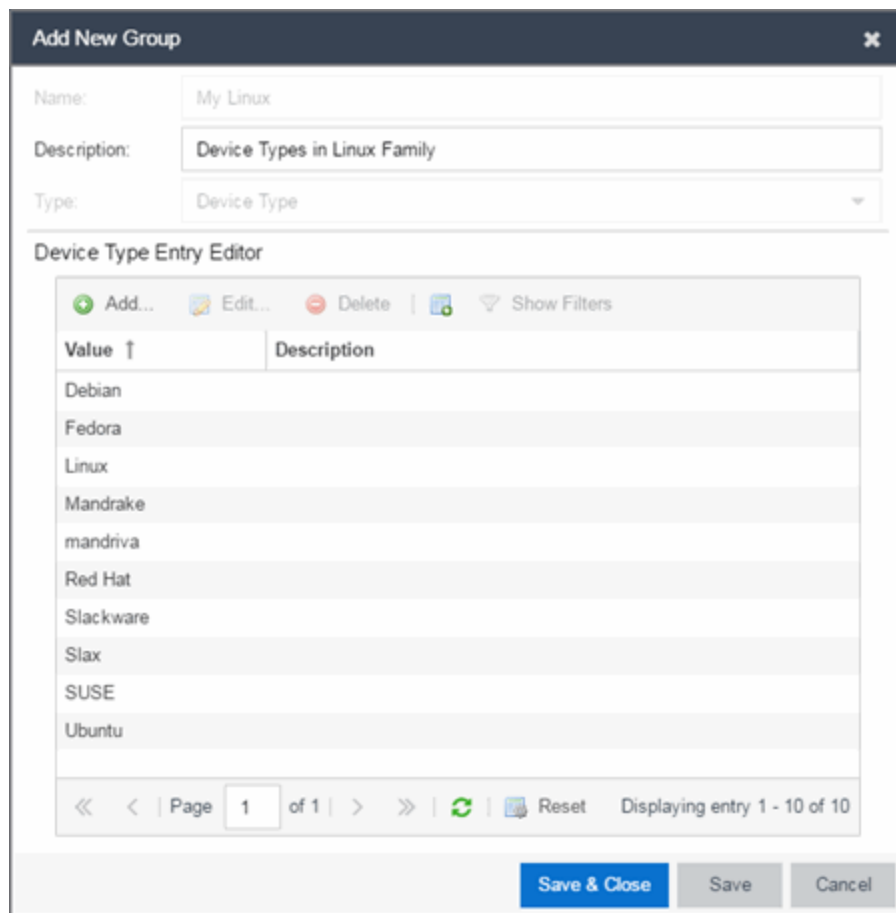 Add New Group
Name: My Linux
Description: Device Types in Linux Family
Type: Device Type
Device Type Entry Editor
Add... Edit... Delete Show Filters
Value Description
Debian
Fedora
Linux
Mandrake
mandriva
Red Hat
Slackware
Slax
SUSE
Ubuntu
Page 1 of 1 Reset Displaying entry 1 - 10 of 10
Save & Close Save Cancel